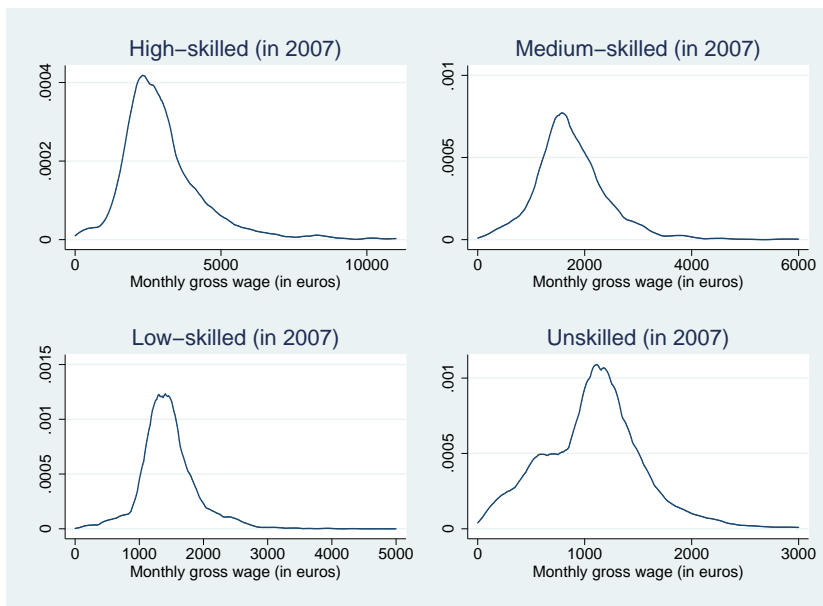 High−skilled (in 2007)
.0004
.0002
0
0 5000 10000
Monthly gross wage (in euros)
Medium−skilled (in 2007)
.001
.0005
0
0 2000 4000 6000
Monthly gross wage (in euros)
Low−skilled (in 2007)
.0015
.001
.0005
0
0 1000 2000 3000 4000 5000
Monthly gross wage (in euros)
Unskilled (in 2007)
.001
.0005
0
0 1000 2000 3000
Monthly gross wage (in euros)